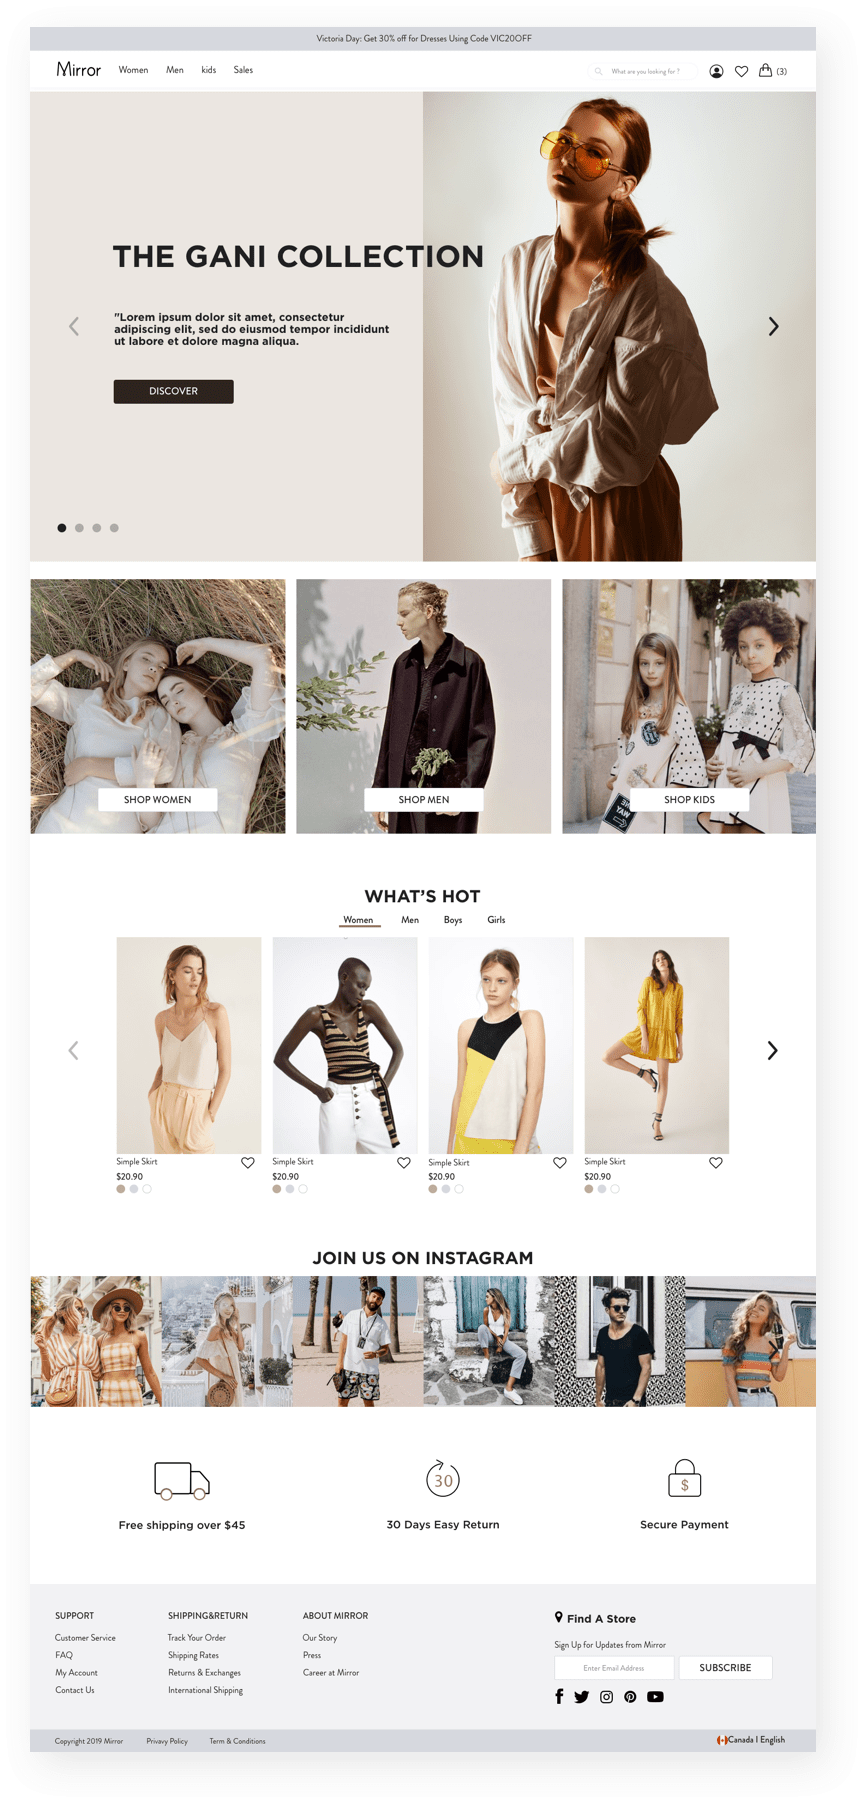 Victoria Day: Get 30% off for Dresses Using Code VIC20OFF
Mirror Women Men kids Sales What are you looking for ? (3)
THE GANI COLLECTION
"Lorem ipsum dolor sit amet, consectetur
adipiscing elit, sed do eiusmod tempor incididunt
ut labore et dolore magna aliqua.
DISCOVER
SHOP WOMEN SHOP MEN SHOP KIDS
WHAT'S HOT
Women Men Boys Girls
Simple Skirt Simple Skirt Simple Skirt Simple Skirt
$20.90 $20.90 $20.90 $20.90
JOIN US ON INSTAGRAM
30 $
Free shipping over $45 30 Days Easy Return Secure Payment
SUPPORT
Customer Service
FAQ
My Account
Contact Us
SHIPPING&RETURN
Track Your Order
Shipping Rates
Returns & Exchanges
International Shipping
ABOUT MIRROR
Our Story
Press
Career at Mirror
Find A Store
Sign Up for Updates from Mirror
Enter Email Address SUBSCRIBE
Copyright 2019 Mirror Privavy Policy Term & Conditions Canada I English